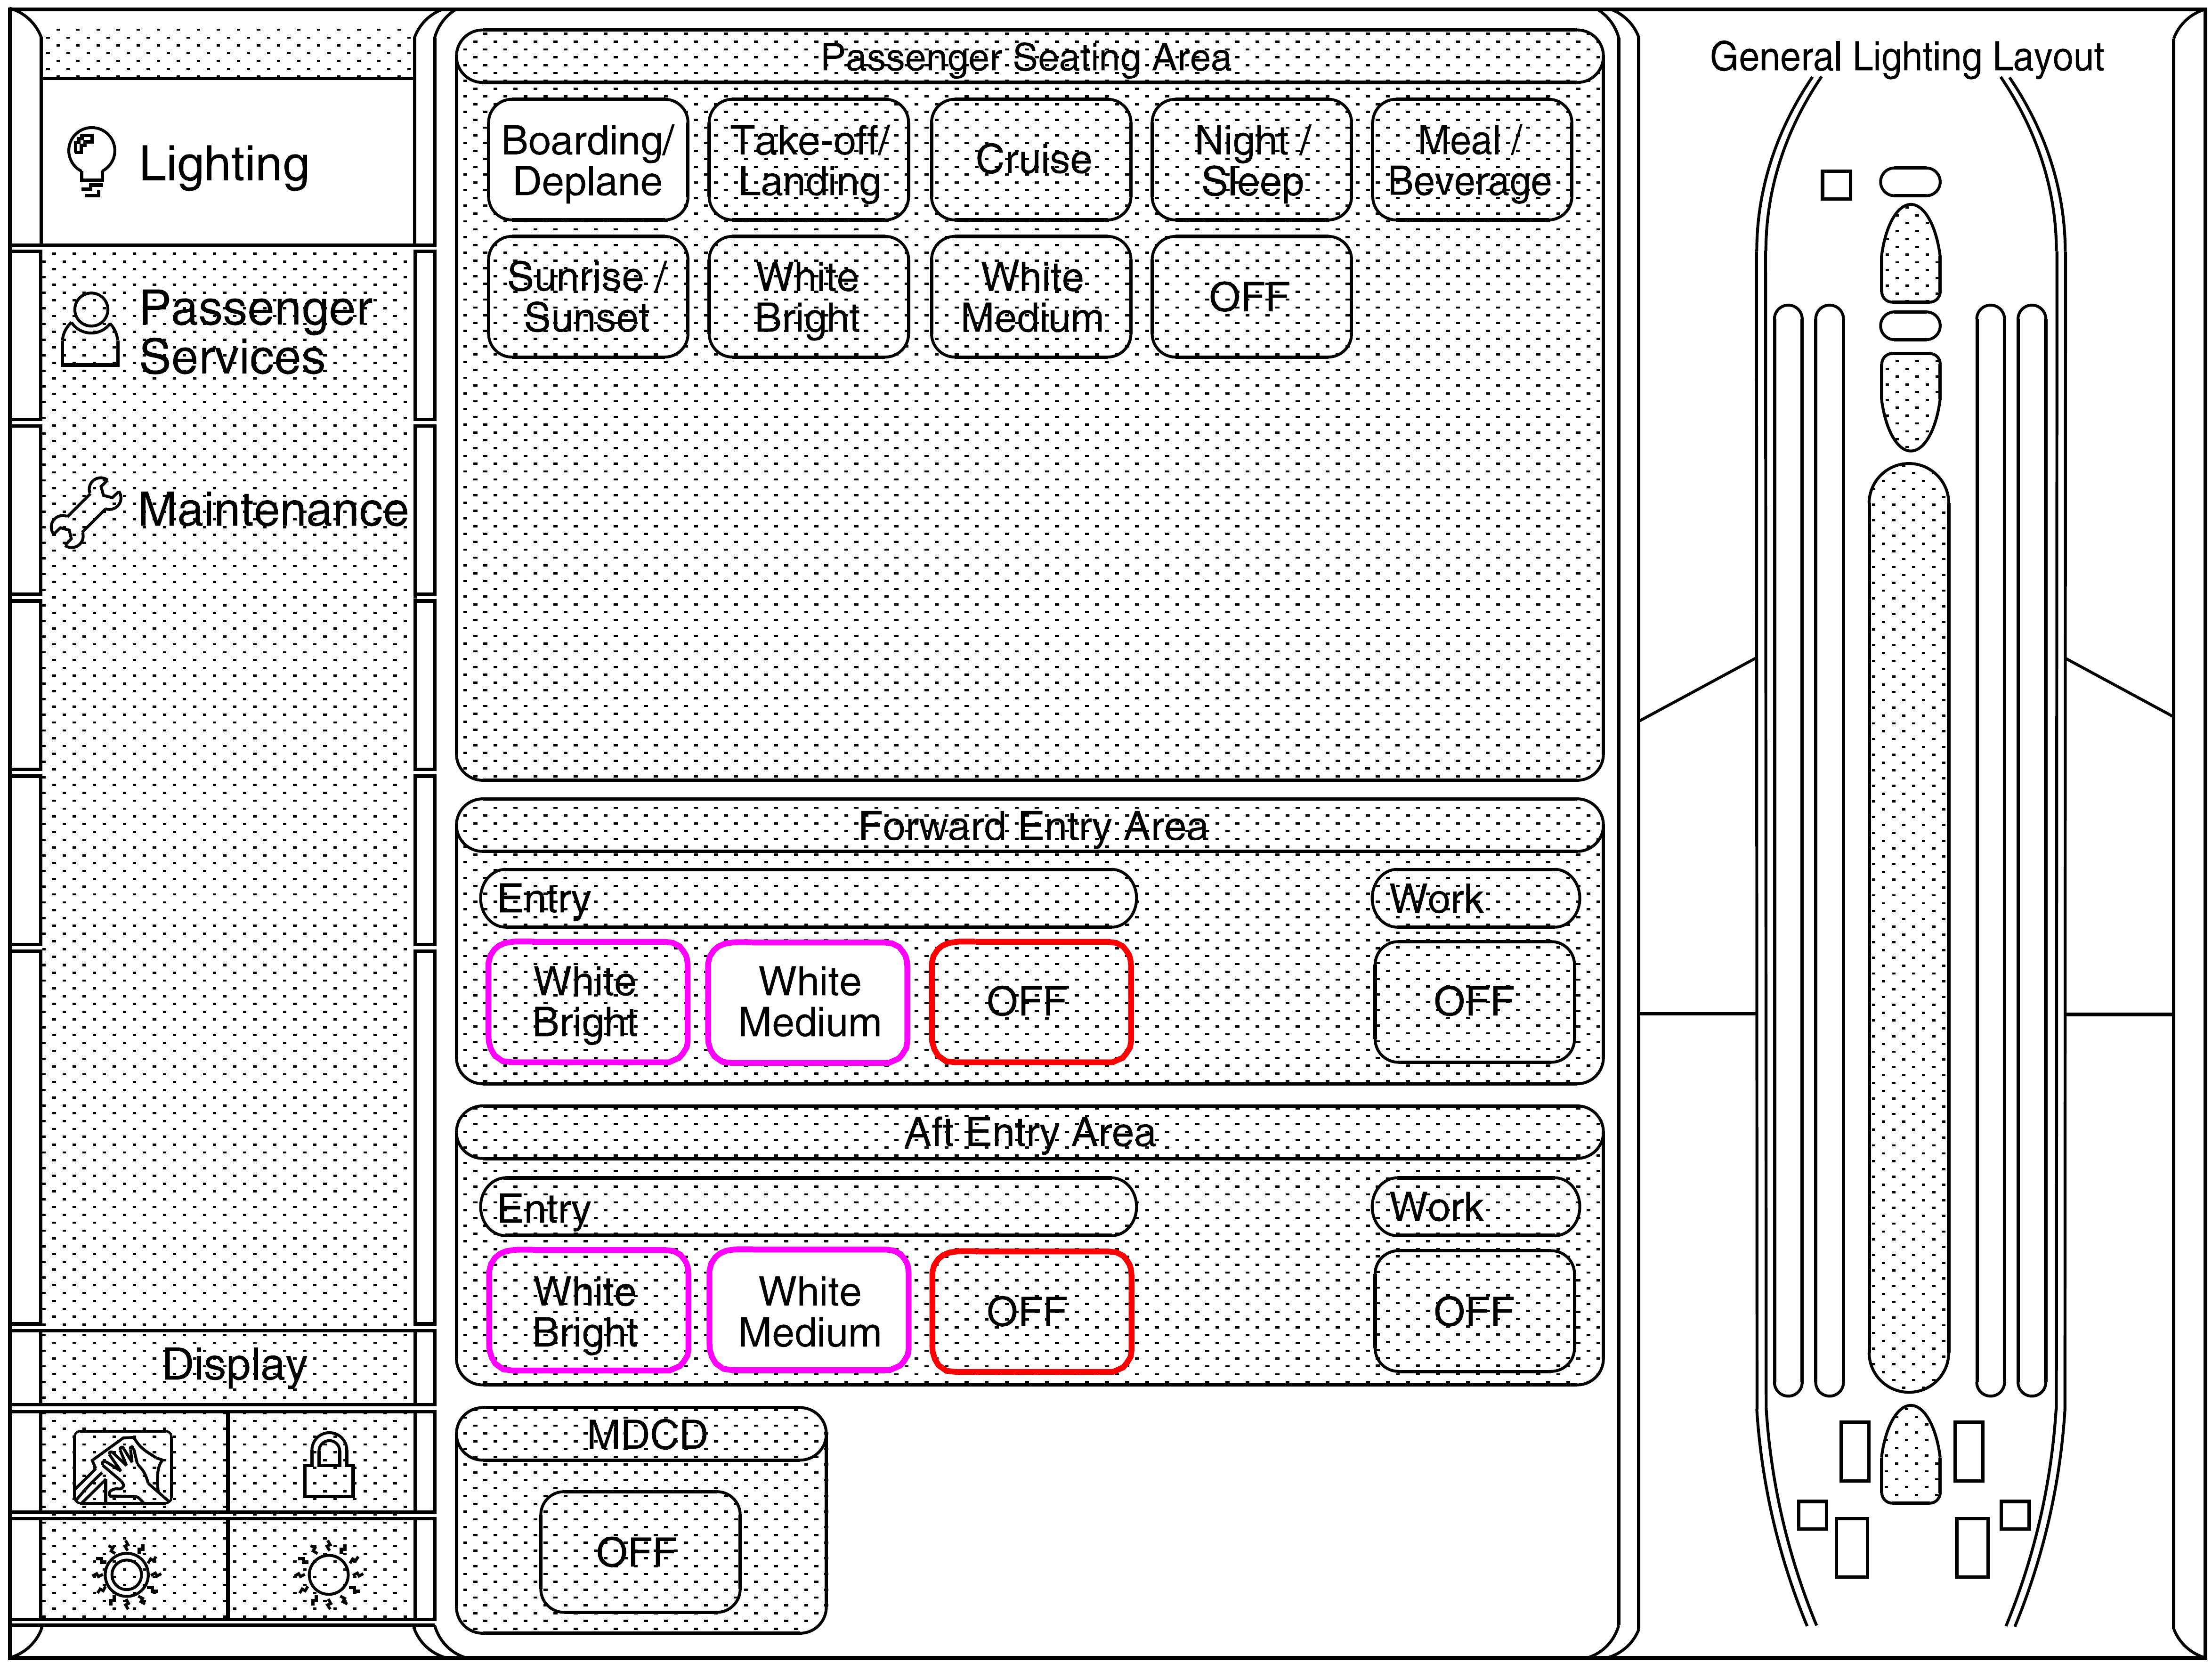 Lighting
Passenger
Services
Maintenance
Display
Passenger Seating Area
Boarding/
Deplane
Take-off/
Landing
Cruise
Night /
Sleep
Meal /
Beverage
Sunrise /
Sunset
White
Bright
White
Medium
OFF
Forward Entry Area
Entry
Work
White
Bright
White
Medium
OFF
OFF
Aft Entry Area
Entry
Work
White
Bright
White
Medium
OFF
OFF
MDCD
OFF
General Lighting Layout